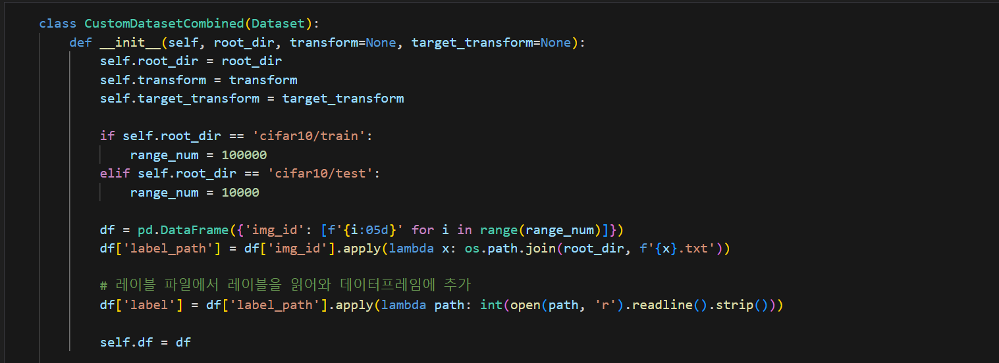 class CustomDatasetCombined(Dataset):
    def __init__(self, root_dir, transform=None, target_transform=None):
        self.root_dir = root_dir
        self.transform = transform
        self.target_transform = target_transform

        if self.root_dir == 'cifar10/train':
            range_num = 100000
        elif self.root_dir == 'cifar10/test':
            range_num = 10000

        df = pd.DataFrame({'img_id': [f'{i:05d}' for i in range(range_num)]})
        df['label_path'] = df['img_id'].apply(lambda x: os.path.join(root_dir, f'{x}.txt'))

        # 레이블 파일에서 레이블을 읽어와 데이터프레임에 추가
        df['label'] = df['label_path'].apply(lambda path: int(open(path, 'r').readline().strip()))

        self.df = df